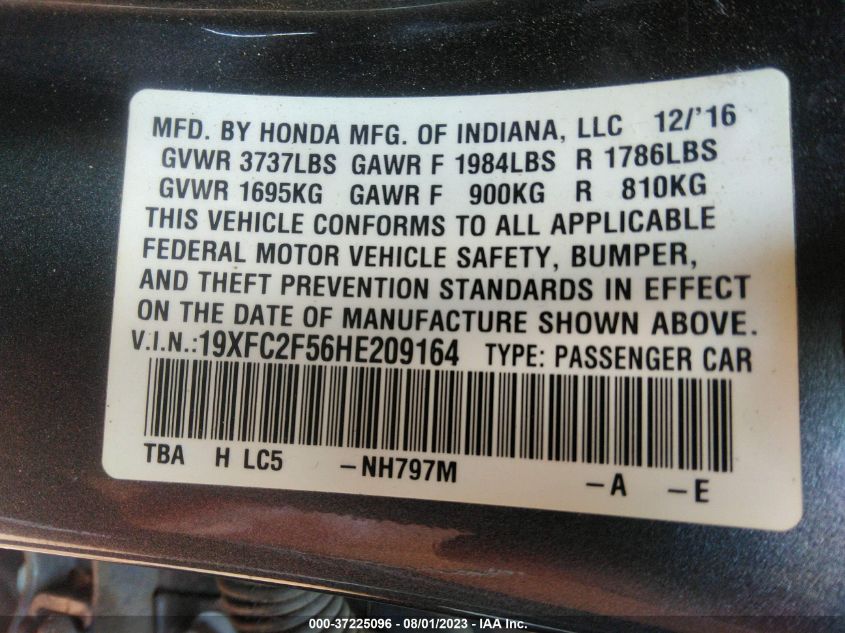 MFD. BY HONDA MFG. OF INDIANA, LLC 12/'16
GVWR 3737LBS GAWR F 1984LBS R 1786LBS
GVWR 1695KG GAWR F 900KG R 810KG
THIS VEHICLE CONFORMS TO ALL APPLICABLE
FEDERAL MOTOR VEHICLE SAFETY, BUMPER,
AND THEFT PREVENTION STANDARDS IN EFFECT
ON THE DATE OF MANUFACTURE SHOWN ABOVE.
V.I.N.:19XFC2F56HE209164 TYPE: PASSENGER CAR
TBA H LC5 –NH797M –A –E
000-37225096 - 08/01/2023 - IAA Inc.